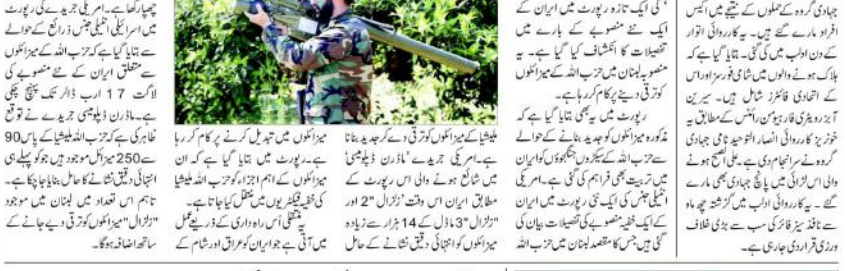 جہادی گروہ کے حملوں کے نتیجے میں اکیس
افراد مارے گئے ہیں۔ یہ کارروائی اتوار
کے دن ادلب میں کی گئی۔ بتایا گیا ہے کہ
ہلاک ہونے والوں میں شامی فورسز اور اس
کے اتحادی فائٹرز شامل ہیں۔ سیرین
آبزرویٹری فار ہیومن رائٹس کے مطابق یہ
خونریز کارروائی انصار التوحید نامی جہادی
گروہ نے سرانجام دی ہے۔ علی الصبح ہونے
والی اس لڑائی میں پانچ جہادی بھی مارے
گئے۔ یہ کارروائی ادلب میں گزشتہ چھ ماہ
سے نافذ سیز فائر کی سب سے بڑی خلاف
ورزی قرار دی جا رہی ہے۔
کی ایک تازہ رپورٹ میں ایران کے
ایک نئے منصوبے کے بارے میں
تفصیلات کا انکشاف کیا گیا ہے۔ یہ
منصوبہ لبنان میں حزب اللہ کے میزائلوں
کو ترقی دینے پر کام کر رہا ہے۔
رپورٹ میں یہ بھی بتایا گیا ہے کہ
مذکورہ میزائلوں کو جدید بنانے کے حوالے
سے حزب اللہ کے سیکڑوں جنگجوؤں کو ایران
میں تربیت بھی فراہم کی گئی ہے۔ امریکی
انٹیلی جنس کی ایک نئی رپورٹ میں ایران
کے ایک خفیہ منصوبے کی تفصیلات بیان کی
گئی ہیں جس کا مقصد لبنان میں حزب اللہ
ملیشیا کے میزائلوں کو ترقی دے کر جدید بنانا
ہے۔ امریکی جریدے "ماڈرن ڈپلومیسی"
میں شائع ہونے والی اس رپورٹ کے
مطابق ایران اس وقت "زلزال" 2 اور
"زلزال" 3 ماڈل کے 14 ہزار سے زیادہ
میزائلوں کو انتہائی دقیق نشانے کے حامل
میزائلوں میں تبدیل کرنے پر کام کر رہا
ہے۔ رپورٹ میں بتایا گیا ہے کہ ان
میزائلوں کے اہم اجزاء کو حزب اللہ ملیشیا
کی خفیہ فیکٹریوں میں منتقل کیا جاتا ہے۔
یہ منتقلی اس راہ داری کے ذریعے عمل
میں آتی ہے جو ایران کو عراق اور شام کے
چھپا رکھا ہے۔ امریکی جریدے کی رپورٹ
میں اسرائیلی انٹیلی جنس ذرائع کے حوالے
سے بتایا گیا ہے کہ حزب اللہ کے میزائلوں
سے متعلق ایران کے نئے منصوبے کی
لاگت 17 ارب ڈالر تک پہنچ چکی
ہے۔ ماڈرن ڈپلومیسی جریدے نے توقع
ظاہر کی ہے کہ حزب اللہ ملیشیا کے پاس 90
سے 250 میزائل موجود ہیں جو کو پہلے ہی
انتہائی دقیق نشانے کا حامل بنایا جا چکا ہے۔
تاہم اس تعداد میں لبنان میں موجود
"زلزال" میزائلوں کو ترقی دیے جانے کے
ساتھ اضافہ ہوگا۔